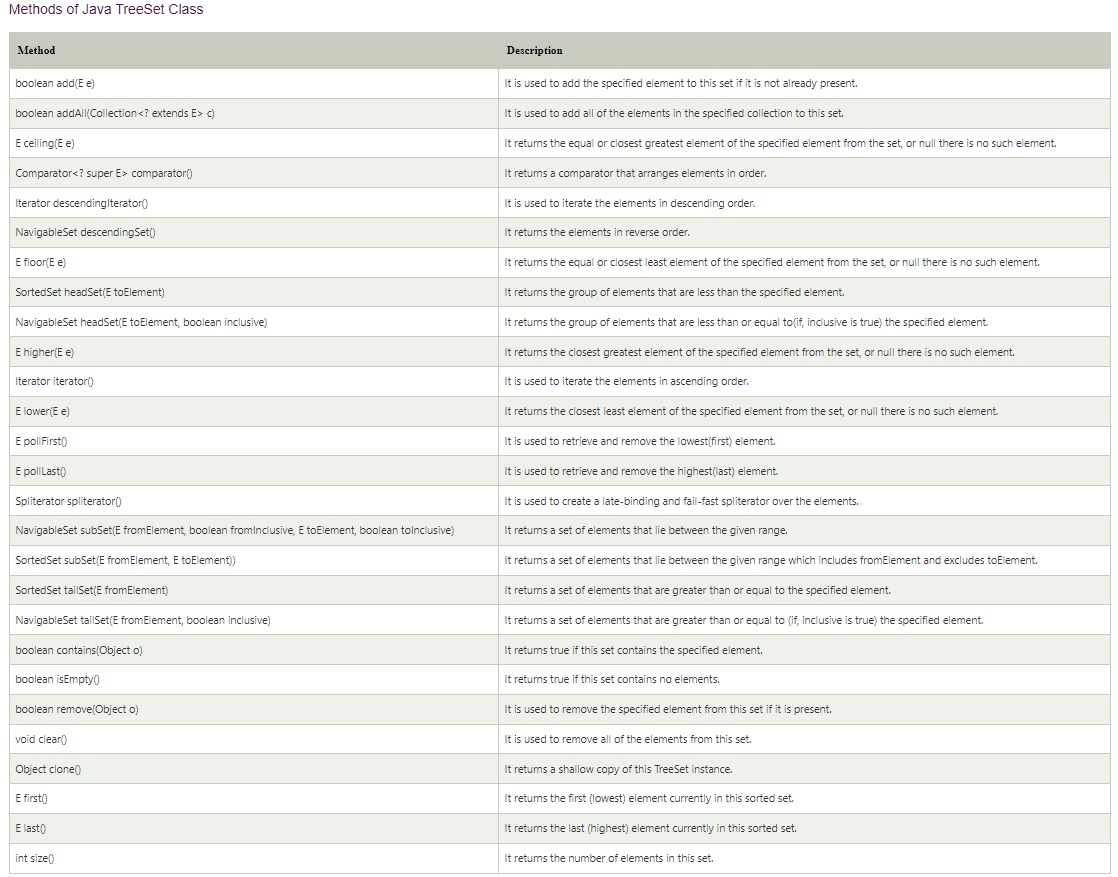 Methods of Java TreeSet Class
Method Description
boolean add(E e) It is used to add the specified element to this set if it is not already present.
boolean addAll(Collection<? extends E> c) It is used to add all of the elements in the specified collection to this set.
E ceiling(E e) It returns the equal or closest greatest element of the specified element from the set, or null there is no such element.
Comparator<? super E> comparator() It returns a comparator that arranges elements in order.
Iterator descendingIterator() It is used to iterate the elements in descending order.
NavigableSet descendingSet() It returns the elements in reverse order.
E floor(E e) It returns the equal or closest least element of the specified element from the set, or null there is no such element.
SortedSet headSet(E toElement) It returns the group of elements that are less than the specified element.
NavigableSet headSet(E toElement, boolean inclusive) It returns the group of elements that are less than or equal to(if, inclusive is true) the specified element.
E higher(E e) It returns the closest greatest element of the specified element from the set, or null there is no such element.
Iterator iterator() It is used to iterate the elements in ascending order.
E lower(E e) It returns the closest least element of the specified element from the set, or null there is no such element.
E pollFirst() It is used to retrieve and remove the lowest(first) element.
E pollLast() It is used to retrieve and remove the highest(last) element.
Spliterator spliterator() It is used to create a late-binding and fail-fast spliterator over the elements.
NavigableSet subSet(E fromElement, boolean fromInclusive, E toElement, boolean toInclusive) It returns a set of elements that lie between the given range.
SortedSet subSet(E fromElement, E toElement)) It returns a set of elements that lie between the given range which includes fromElement and excludes toElement.
SortedSet tailSet(E fromElement) It returns a set of elements that are greater than or equal to the specified element.
NavigableSet tailSet(E fromElement, boolean inclusive) It returns a set of elements that are greater than or equal to (if, inclusive is true) the specified element.
boolean contains(Object o) It returns true if this set contains the specified element.
boolean isEmpty() It returns true if this set contains no elements.
boolean remove(Object o) It is used to remove the specified element from this set if it is present.
void clear() It is used to remove all of the elements from this set.
Object clone() It returns a shallow copy of this TreeSet instance.
E first() It returns the first (lowest) element currently in this sorted set.
E last() It returns the last (highest) element currently in this sorted set.
int size() It returns the number of elements in this set.